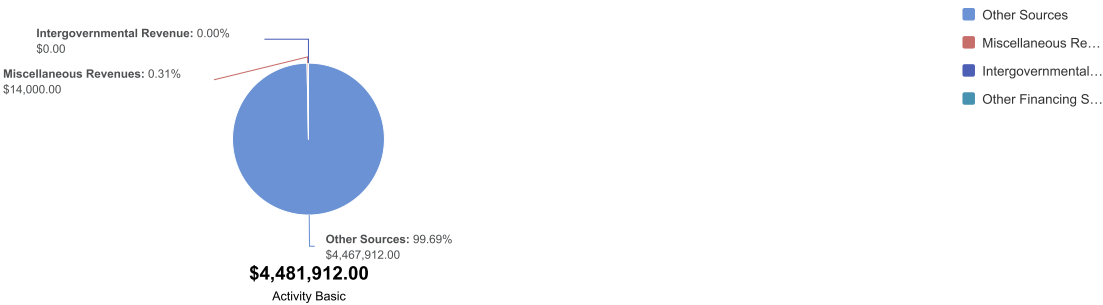 Intergovernmental Revenue: 0.00%
$0.00
Miscellaneous Revenues: 0.31%
$14,000.00
Other Sources: 99.69%
$4,467,912.00
$4,481,912.00
Activity Basic
Other Sources
Miscellaneous Re…
Intergovernmental…
Other Financing S…